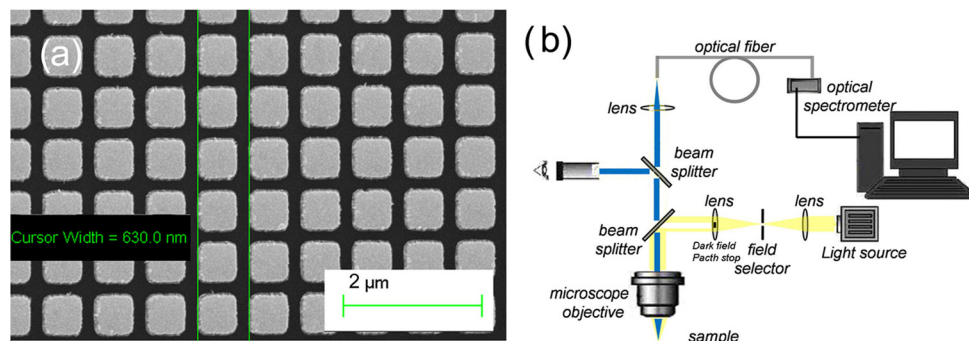 (a)
Cursor Width = 630.0 nm
2 µm
(b)
optical fiber
optical
spectrometer
lens
beam
splitter
lens
lens
beam
splitter
Dark field
Pacth stop
field
selector
Light source
microscope
objective
sample